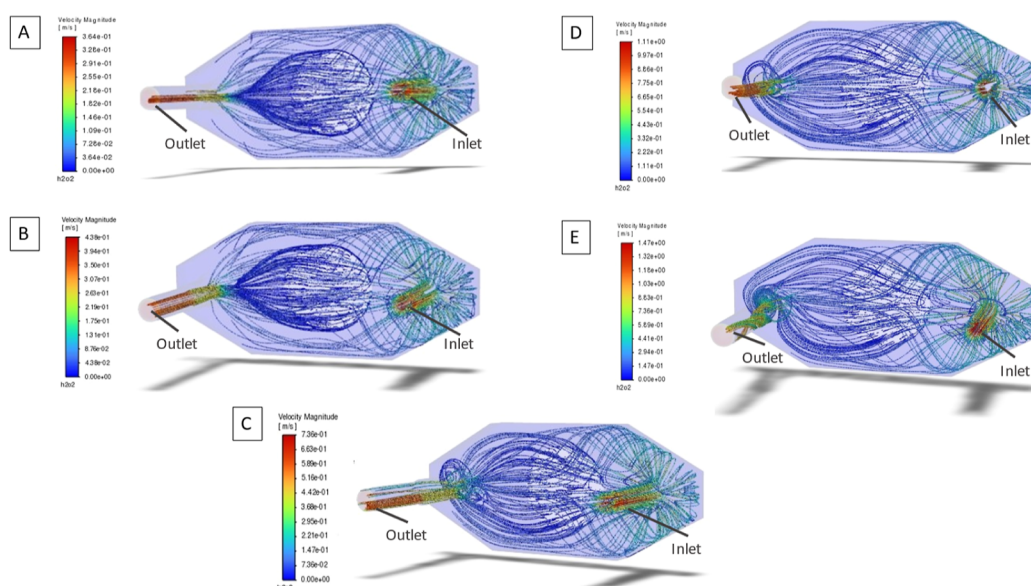 A
Velocity Magnitude
[ m/s ]
3.64e-01
3.26e-01
2.91e-01
2.55e-01
2.16e-01
1.62e-01
1.46e-01
1.09e-01
7.26e-02
3.64e-02
0.00e+00
h2o2
Outlet
Inlet
B
Velocity Magnitude
[ m/s ]
4.38e-01
3.94e-01
3.50e-01
3.07e-01
2.63e-01
2.19e-01
1.75e-01
1.31e-01
8.76e-02
4.38e-02
0.00e+00
h2o2
Outlet
Inlet
C
Velocity Magnitude
[ m/s ]
7.36e-01
6.63e-01
5.89e-01
5.16e-01
4.42e-01
3.68e-01
2.95e-01
2.21e-01
1.47e-01
7.36e-02
0.00e+00
Outlet
Inlet
D
Velocity Magnitude
[ m/s ]
1.11e+00
9.97e-01
8.86e-01
7.75e-01
6.65e-01
5.54e-01
4.43e-01
3.32e-01
2.22e-01
1.11e-01
0.00e+00
h2o2
Outlet
Inlet
E
Velocity Magnitude
[ m/s ]
1.47e+00
1.32e+00
1.18e+00
1.03e+00
8.83e-01
7.36e-01
5.89e-01
4.41e-01
2.94e-01
1.47e-01
0.00e+00
h2o2
Outlet
Inlet